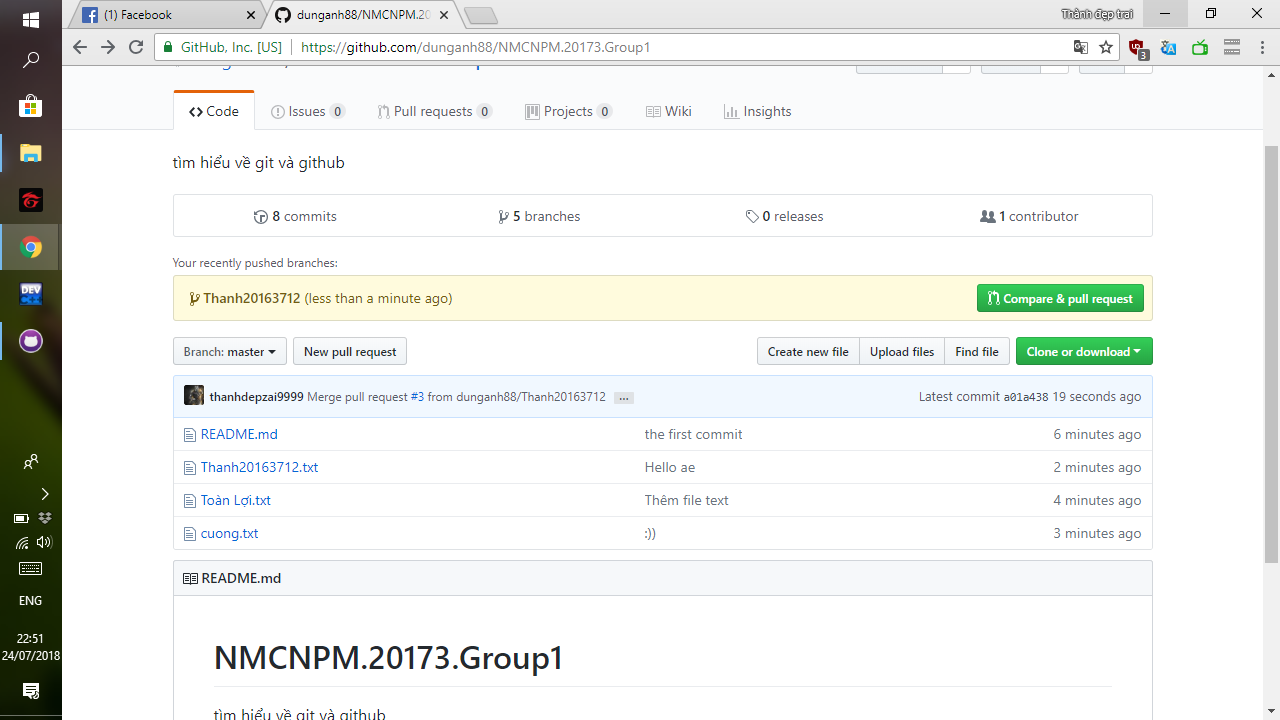 (1) Facebook
dunganh88/NMCNPM.20
Thành đẹp trai
GitHub, Inc. [US]
https://github.com/dunganh88/NMCNPM.20173.Group1
3
Code
Issues 0
Pull requests 0
Projects 0
Wiki
Insights
tìm hiểu về git và github
8 commits
5 branches
0 releases
1 contributor
Your recently pushed branches:
Thanh20163712 (less than a minute ago)
Compare & pull request
Branch: master
New pull request
Create new file
Upload files
Find file
Clone or download
thanhdepzai9999 Merge pull request #3 from dunganh88/Thanh20163712 ...
Latest commit a01a438 19 seconds ago
README.md the first commit 6 minutes ago
Thanh20163712.txt Hello ae 2 minutes ago
Toàn Lợi.txt Thêm file text 4 minutes ago
cuong.txt :)) 3 minutes ago
README.md
NMCNPM.20173.Group1
tìm hiểu về git và github
DEV
ENG
22:51
24/07/2018